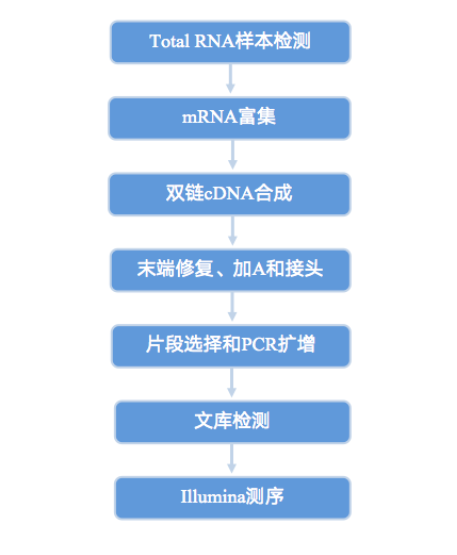 Total RNA样本检测
mRNA富集
双链cDNA合成
末端修复、加A和接头
片段选择和PCR扩增
文库检测
Illumina测序